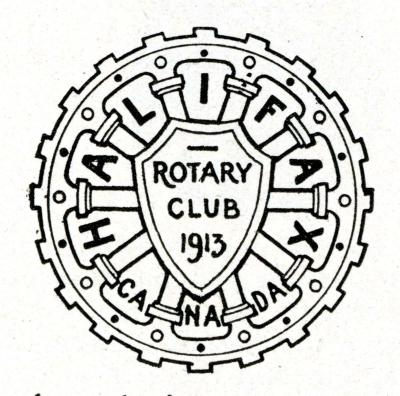 HALIFAX
ROTARY
CLUB
1913
CANADA